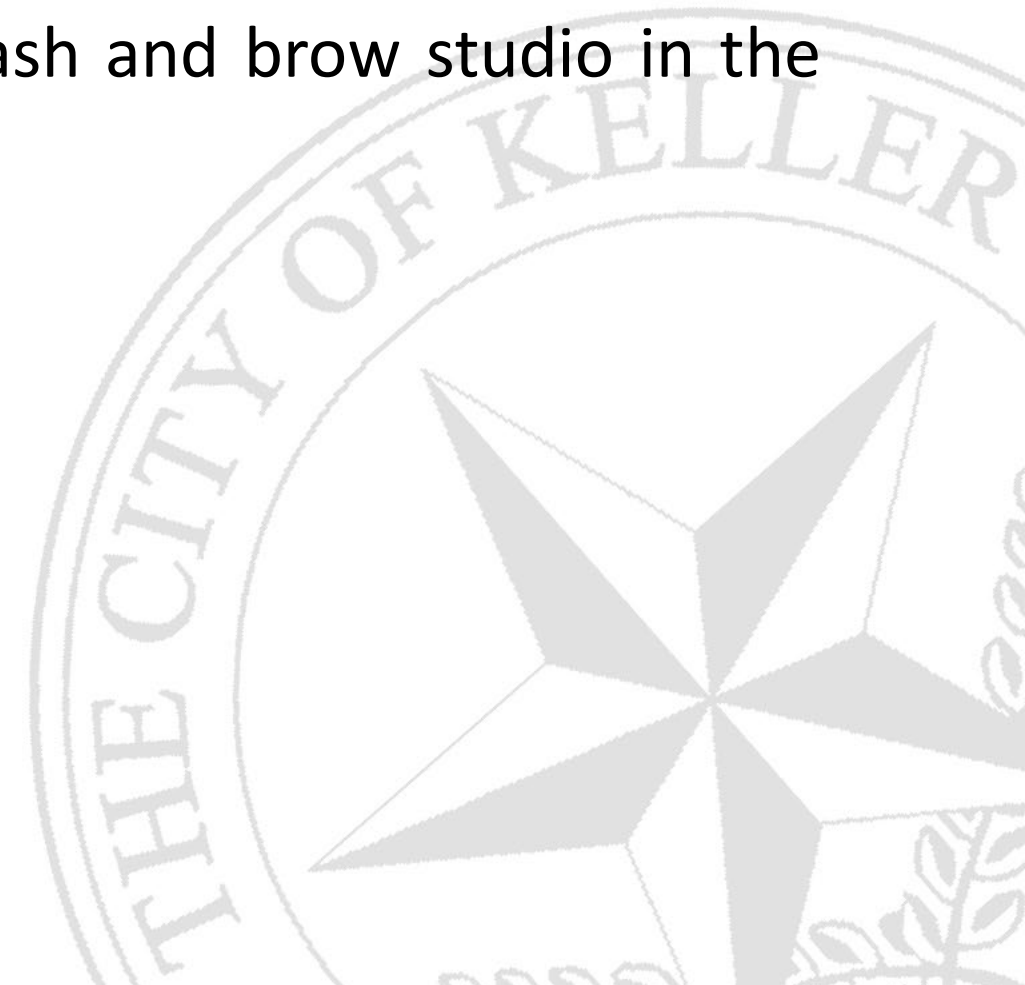 ash and brow studio in the
THE CITY OF KELLER